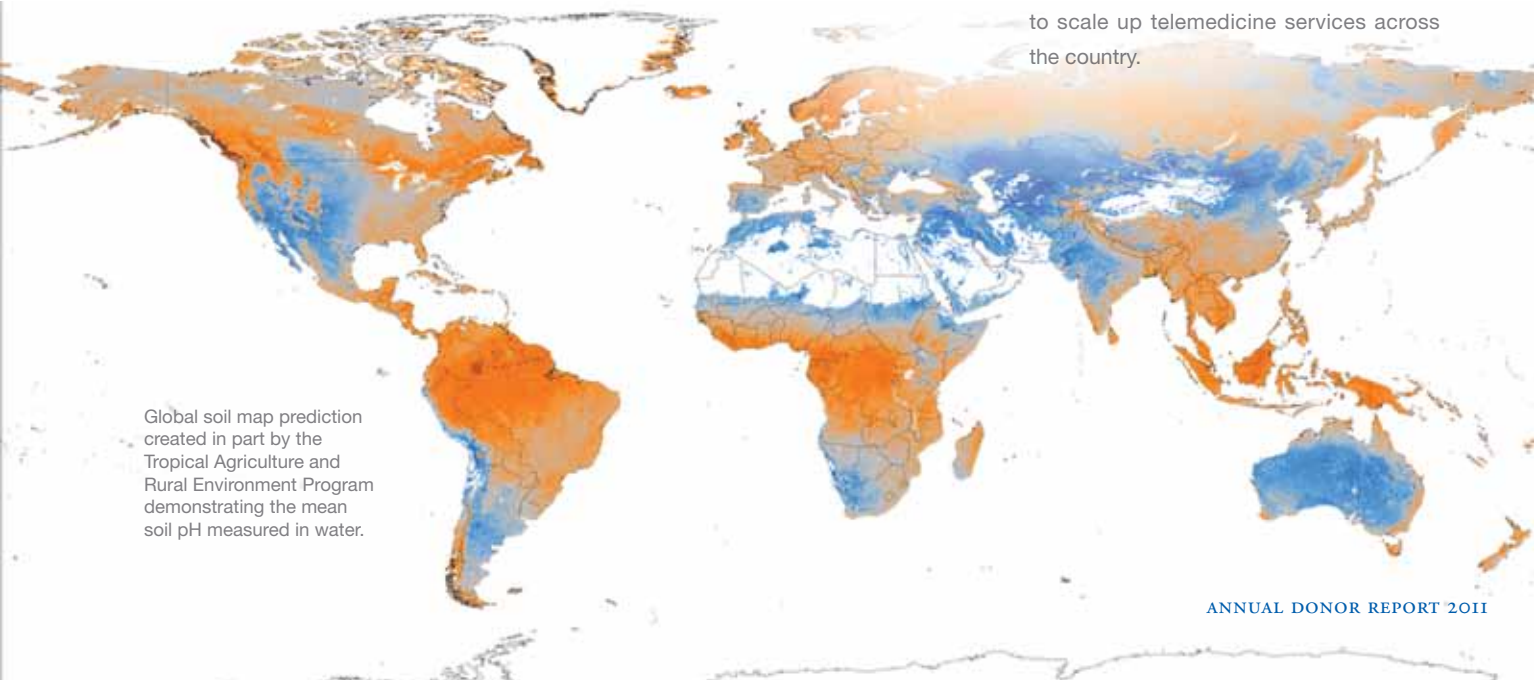 to scale up telemedicine services across
the country.
Global soil map prediction
created in part by the
Tropical Agriculture and
Rural Environment Program
demonstrating the mean
soil pH measured in water.
ANNUAL DONOR REPORT 2011